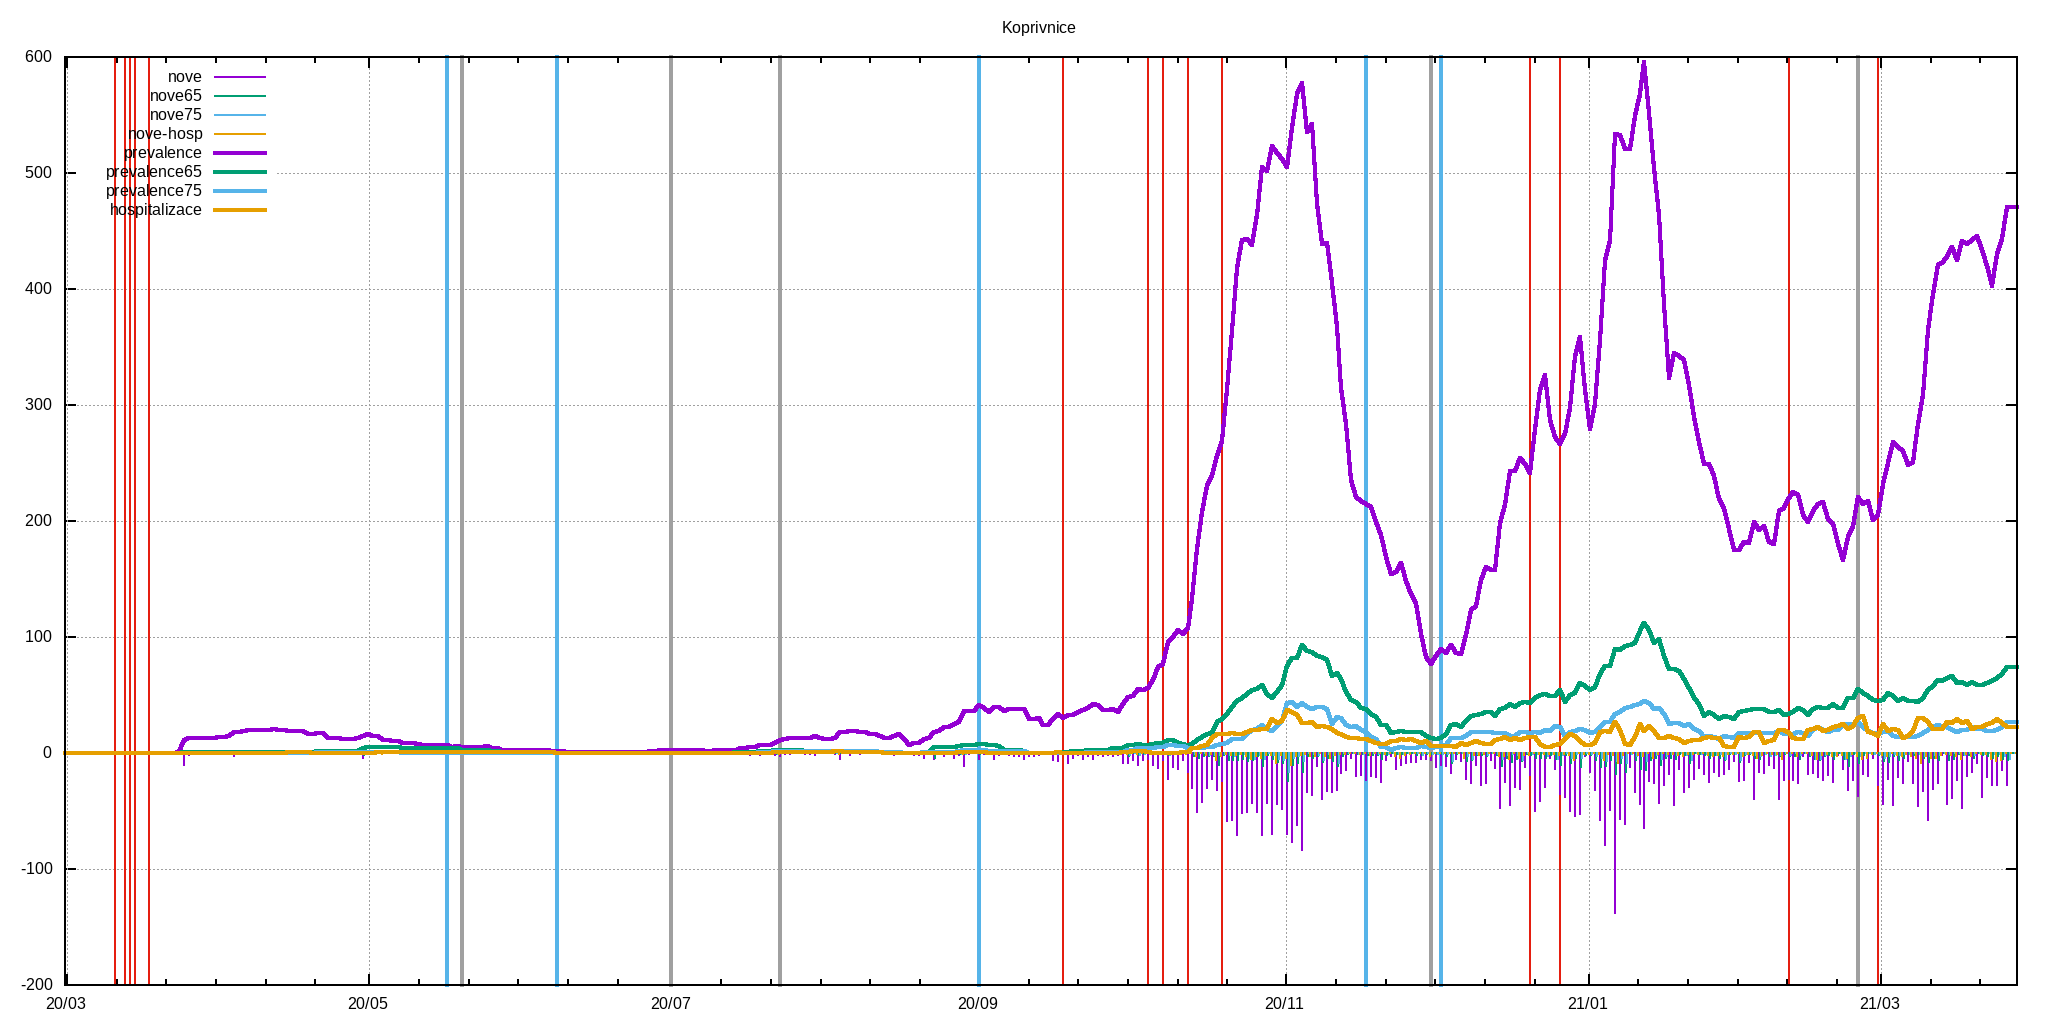 Koprivnice
600
500
400
300
200
100
0
-100
-200
nove
nove65
nove75
nove-hosp
prevalence
prevalence65
prevalence75
hospitalizace
20/03 20/05 20/07 20/09 20/11 21/01 21/03